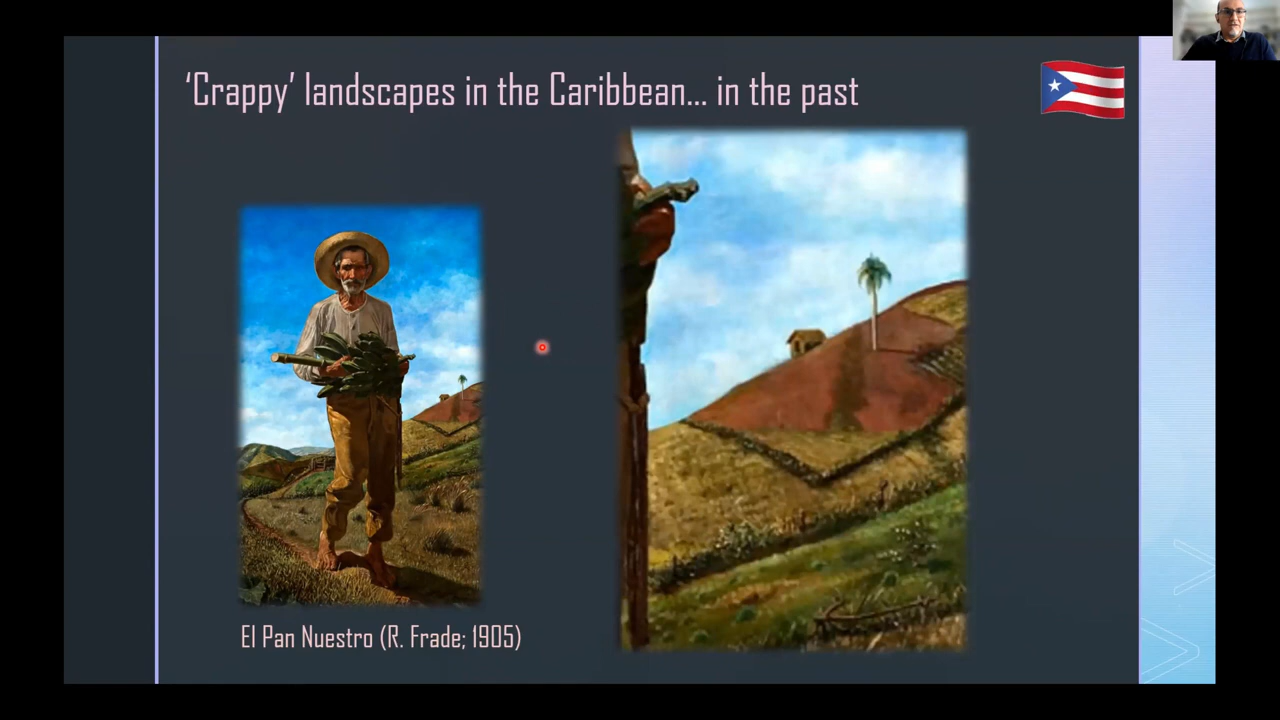 ‘Crappy’ landscapes in the Caribbean... in the past
El Pan Nuestro (R. Frade; 1905)